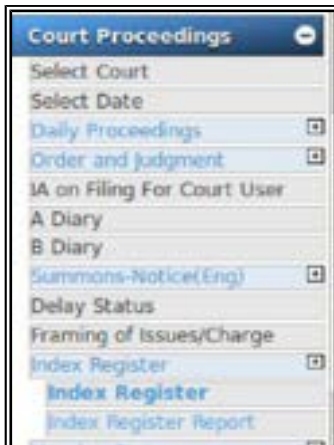 Court Proceedings
Select Court
Select Date
Daily Proceedings
Order and Judgment
IA on Filing For Court User
A Diary
B Diary
Summons-Notice(Eng)
Delay Status
Framing of Issues/Charge
Index Register
Index Register
Index Register Report